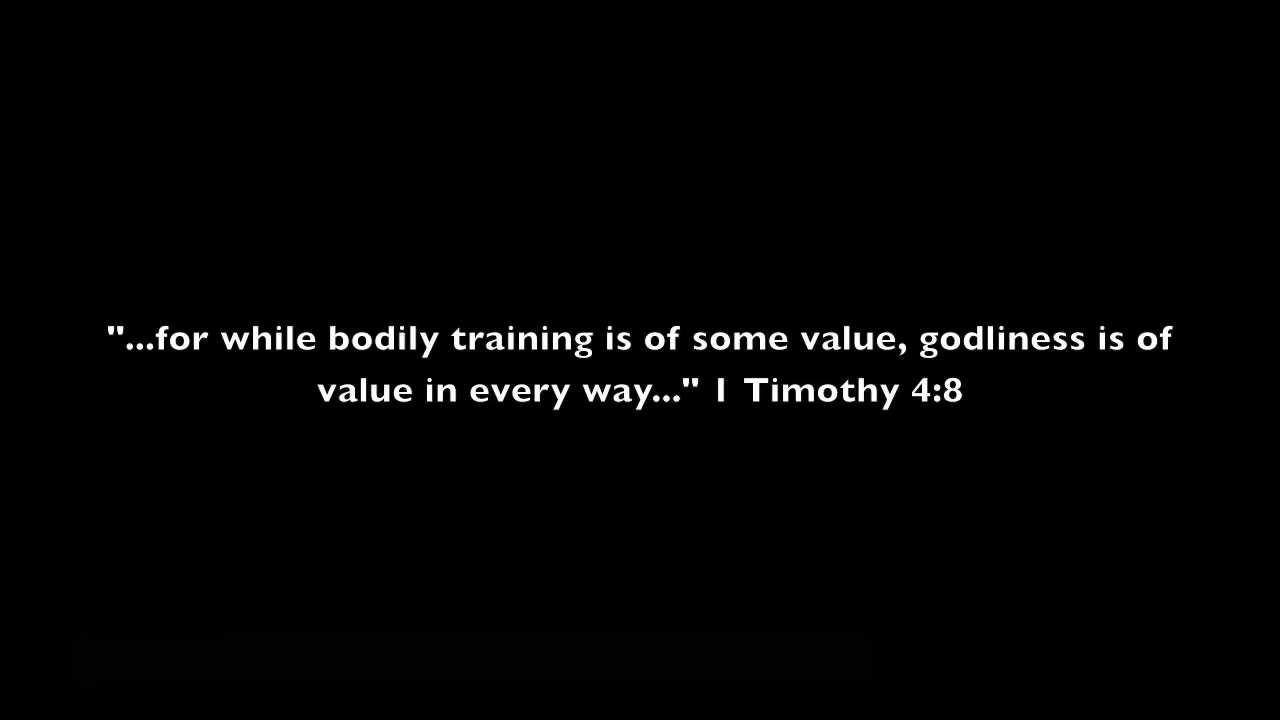 "...for while bodily training is of some value, godliness is of
value in every way..." 1 Timothy 4:8